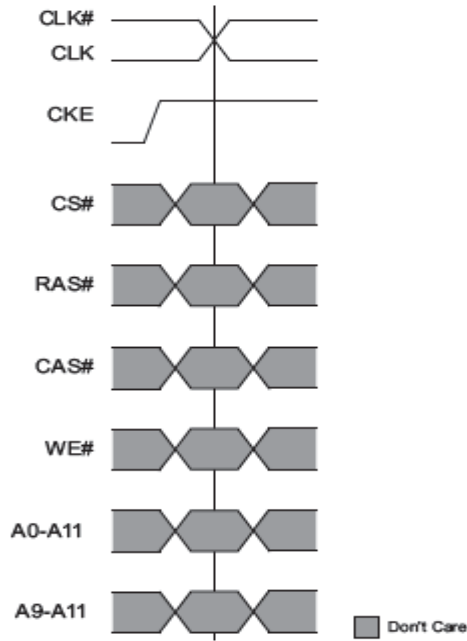 CLK#
CLK
CKE
CS#
RAS#
CAS#
WE#
A0-A11
A9-A11
Don't Care